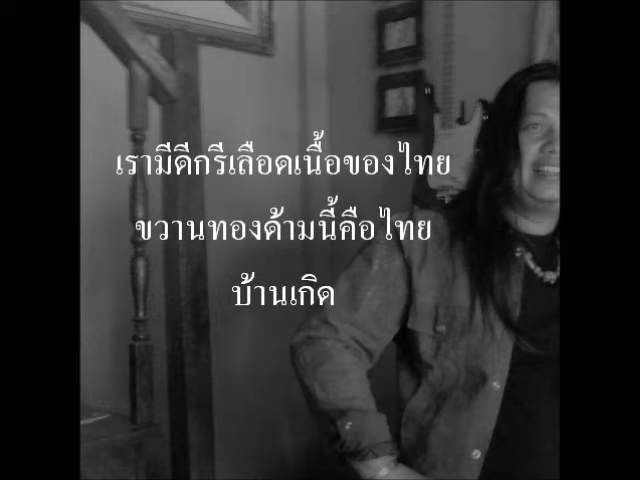 เรามีดีกรีเลือดเนื้อของไทย
ขวานทองด้ามนี้คือไทย
บ้านเกิด